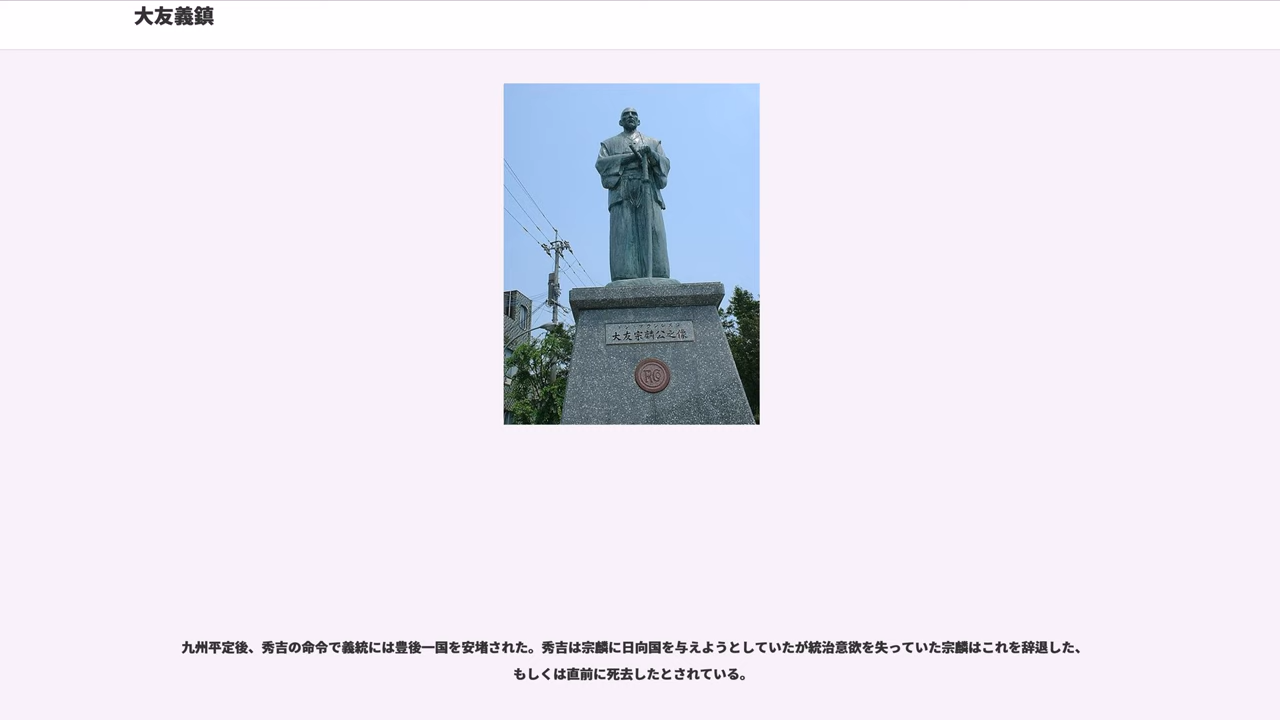 大友義鎮
大友宗麟公之像
九州平定後、秀吉の命令で義統には豊後一国を安堵された。秀吉は宗麟に日向国を与えようとしていたが統治意欲を失っていた宗麟はこれを辞退した、
もしくは直前に死去したとされている。